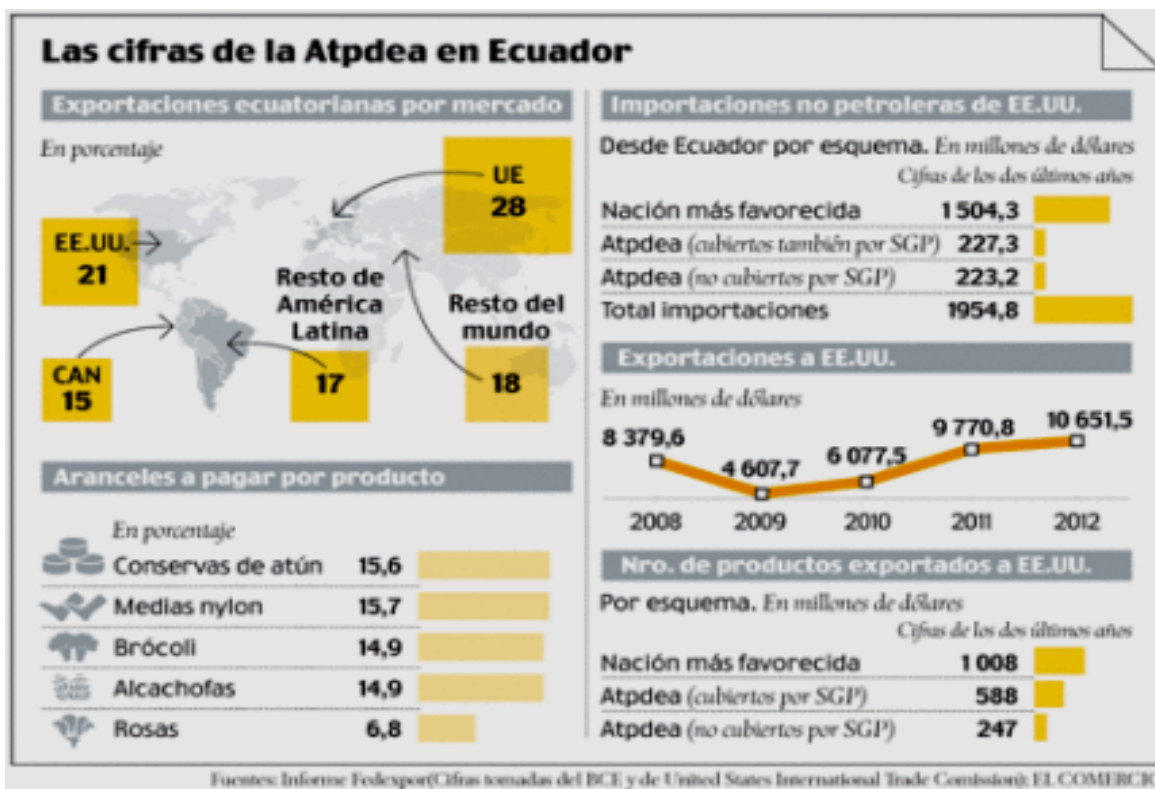 Las cifras de la Atpdea en Ecuador
Exportaciones ecuatorianas por mercado
En porcentaje
UE
28
EE.UU.
21
Resto de
América
Latina
17
Resto del
mundo
18
CAN
15
Aranceles a pagar por producto
En porcentaje
Conservas de atún 15,6
Medias nylon 15,7
Brócoli 14,9
Alcachofas 14,9
Rosas 6,8
Importaciones no petroleras de EE.UU.
Desde Ecuador por esquema. En millones de dólares
Cifras de los dos últimos años
Nación más favorecida 1 504,3
Atpdea (cubiertos también por SGP) 227,3
Atpdea (no cubiertos por SGP) 223,2
Total importaciones 1954,8
Exportaciones a EE.UU.
En millones de dólares
8 379,6 4 607,7 6 077,5 9 770,8 10 651,5
2008 2009 2010 2011 2012
Nro. de productos exportados a EE.UU.
Por esquema. En millones de dólares
Cifras de los dos últimos años
Nación más favorecida 1 008
Atpdea (cubiertos por SGP) 588
Atpdea (no cubiertos por SGP) 247
Fuentes: Informe Fedexpor(Cifras tomadas del BCE y de United States International Trade Comission); EL COMERCIO